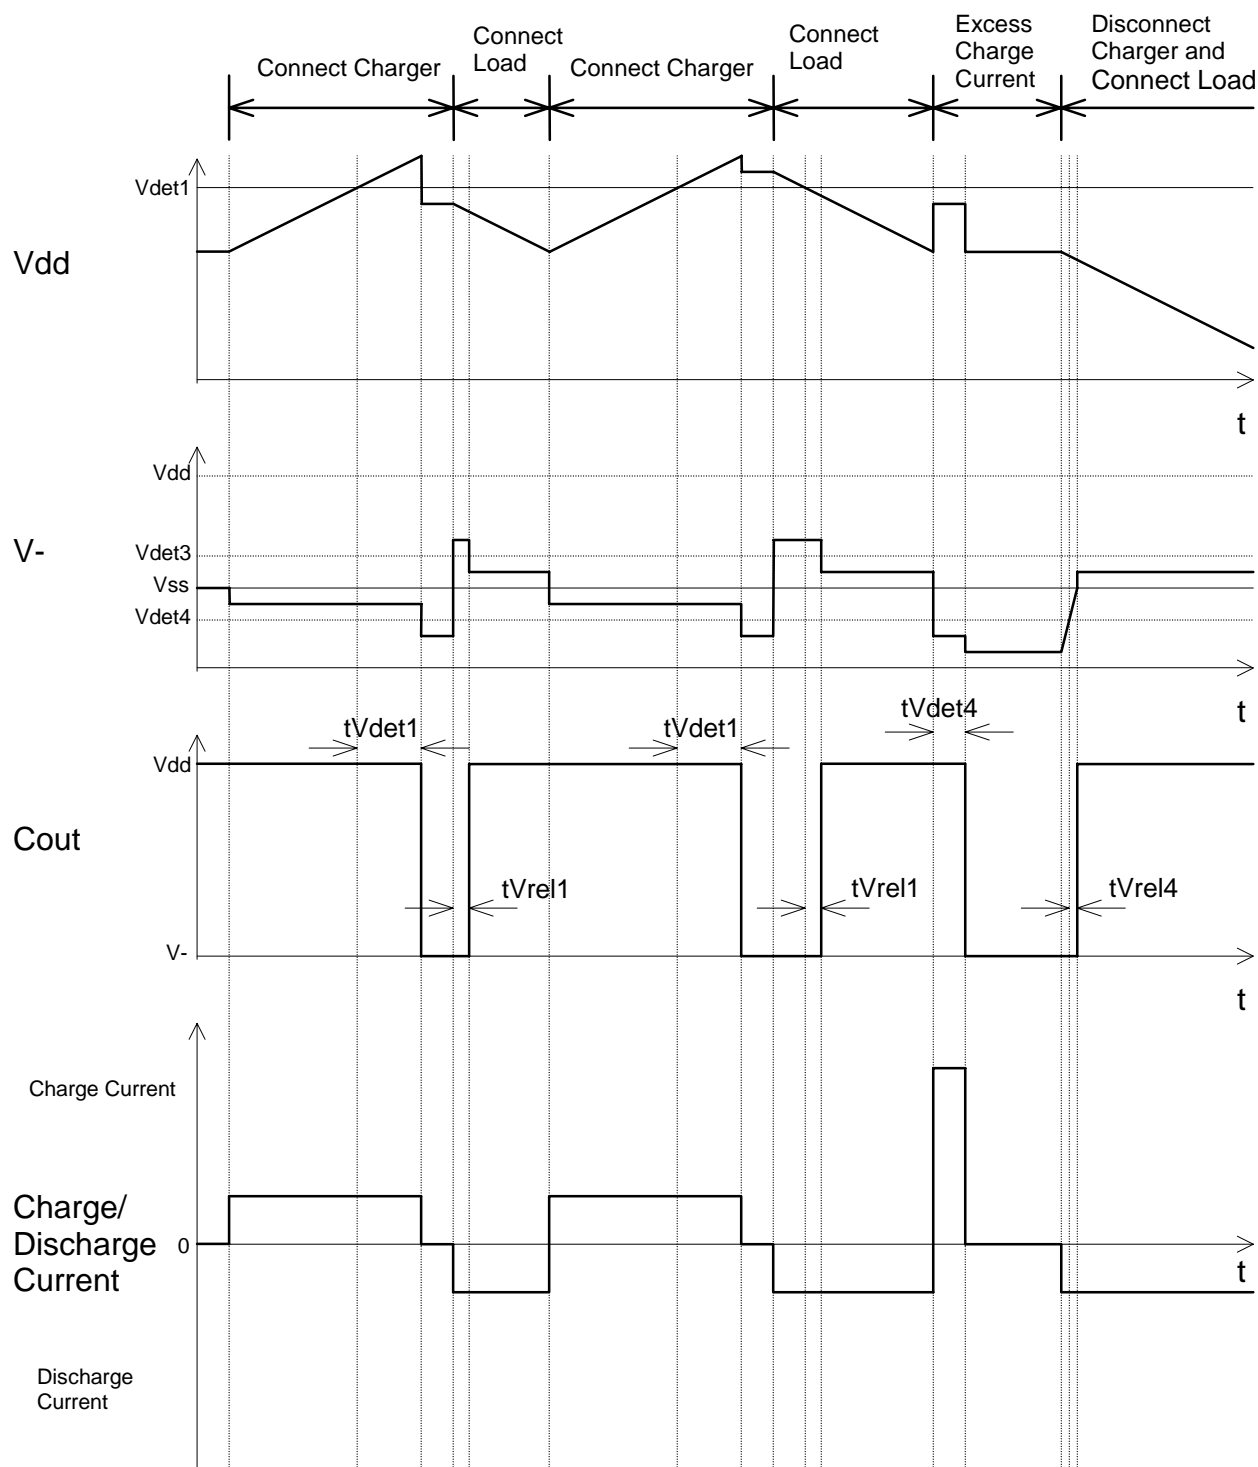 Connect Charger
Connect
Load
Connect Charger
Connect
Load
Excess
Charge
Current
Disconnect
Charger and
Connect Load
Vdet1
Vdd
t
Vdd
V-
Vdet3
Vss
Vdet4
t
tVdet1
tVdet1
tVdet4
Vdd
Cout
tVrel1
tVrel1
tVrel4
V-
t
Charge Current
Charge/
Discharge
Current
0
t
Discharge
Current